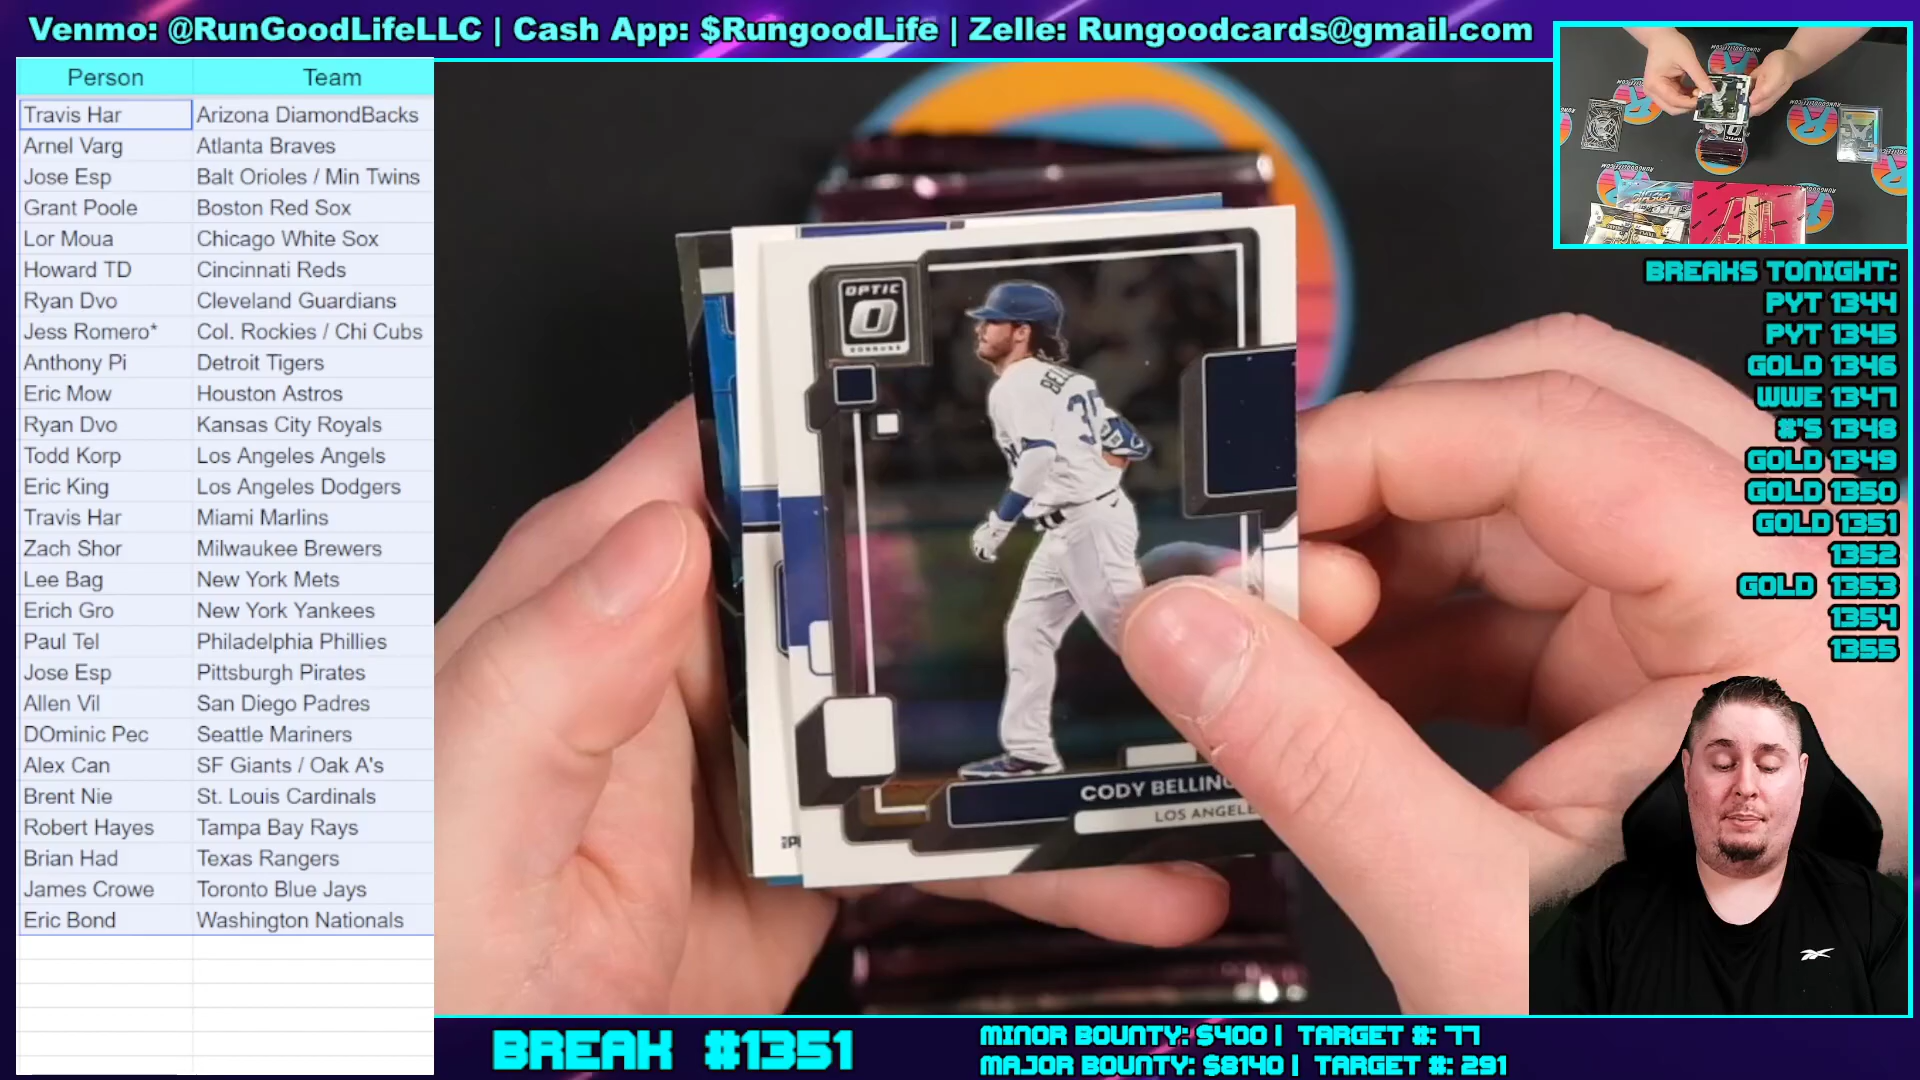 Venmo: @RunGoodLifeLLC | Cash App: $RungoodLife | Zelle: Rungoodcards@gmail.com
Person Team
Travis Har Arizona DiamondBacks
Arnel Varg Atlanta Braves
Jose Esp Balt Orioles / Min Twins
Grant Poole Boston Red Sox
Lor Moua Chicago White Sox
Howard TD Cincinnati Reds
Ryan Dvo Cleveland Guardians
Jess Romero* Col. Rockies / Chi Cubs
Anthony Pi Detroit Tigers
Eric Mow Houston Astros
Ryan Dvo Kansas City Royals
Todd Korp Los Angeles Angels
Eric King Los Angeles Dodgers
Travis Har Miami Marlins
Zach Shor Milwaukee Brewers
Lee Bag New York Mets
Erich Gro New York Yankees
Paul Tel Philadelphia Phillies
Jose Esp Pittsburgh Pirates
Allen Vil San Diego Padres
DOminic Pec Seattle Mariners
Alex Can SF Giants / Oak A's
Brent Nie St. Louis Cardinals
Robert Hayes Tampa Bay Rays
Brian Had Texas Rangers
James Crowe Toronto Blue Jays
Eric Bond Washington Nationals
OPTIC
DONRUSS
CODY BELLING
LOS ANGELE
BREAKS TONIGHT:
PYT 1344
PYT 1345
GOLD 1346
WWE 1347
#'S 1348
GOLD 1349
GOLD 1350
GOLD 1351
1352
GOLD 1353
1354
1355
BREAK #1351
MINOR BOUNTY: $400 | TARGET #: 77
MAJOR BOUNTY: $8140 | TARGET #: 291